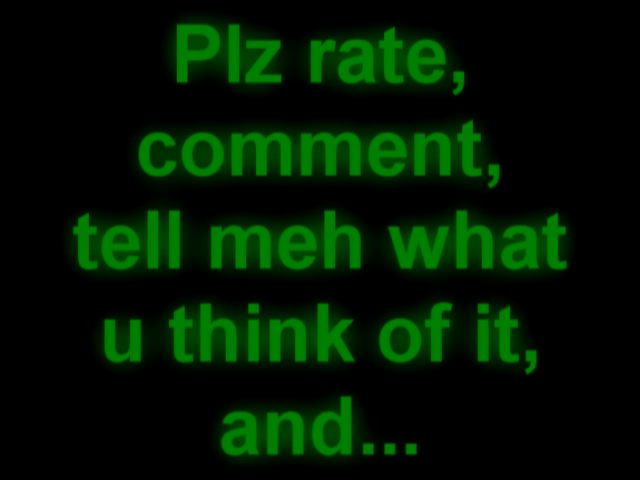 Plz rate,
comment,
tell meh what
u think of it,
and...